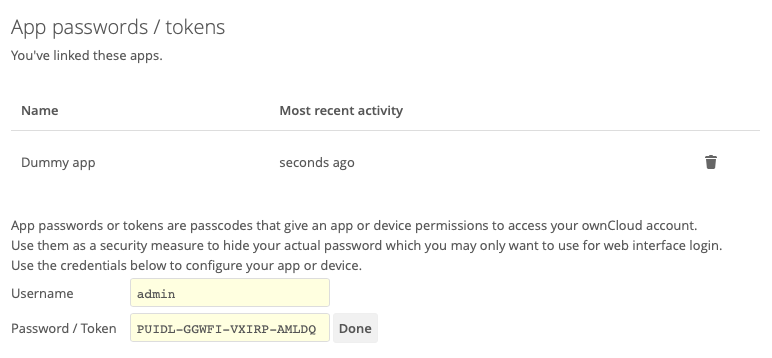 App passwords / tokens
You've linked these apps.
Name Most recent activity
Dummy app seconds ago
App passwords or tokens are passcodes that give an app or device permissions to access your ownCloud account.
Use them as a security measure to hide your actual password which you may only want to use for web interface login.
Use the credentials below to configure your app or device.
Username admin
Password / Token PUIDL-GGWFI-VXIRP-AMLDQ Done